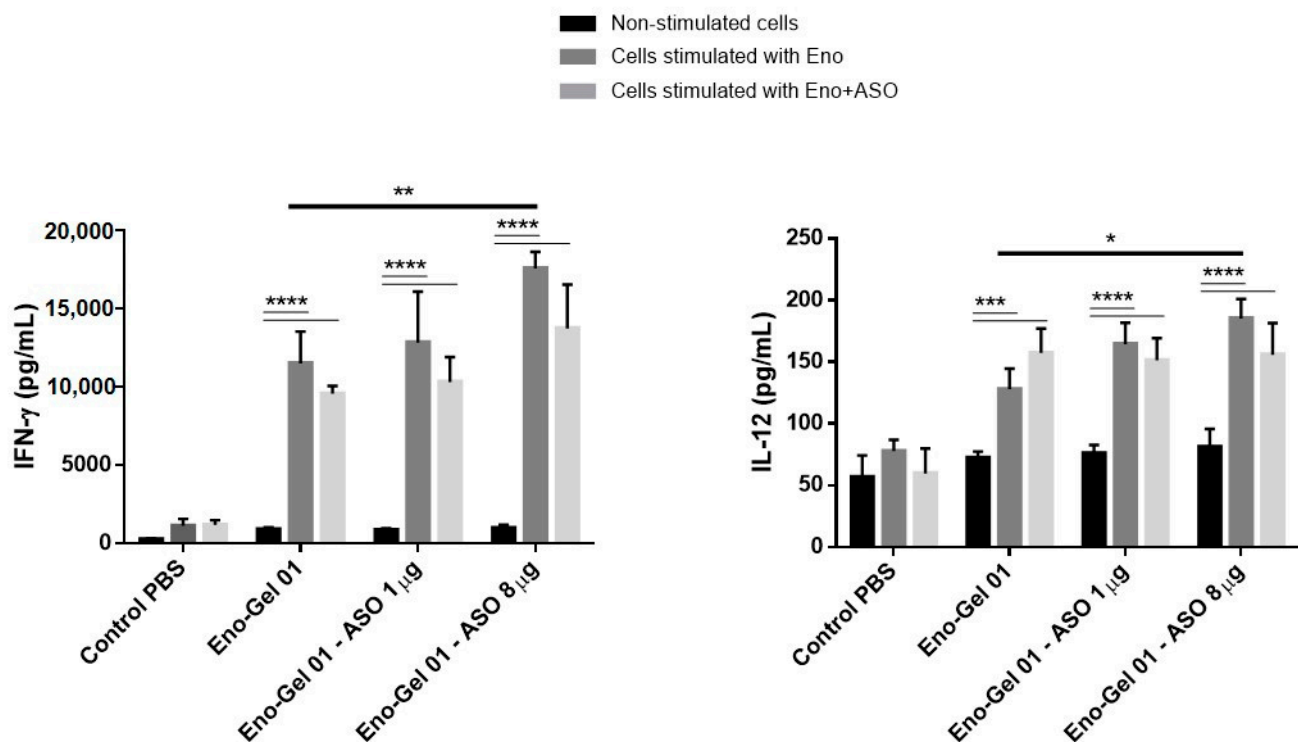 Non-stimulated cells
Cells stimulated with Eno
Cells stimulated with Eno+ASO
**
20,000
15,000
10,000
5000
0
IFN-γ (pg/mL)
****
****
****
Control PBS
Eno-Gel 01
Eno-Gel 01 - ASO 1μg
Eno-Gel 01 - ASO 8μg
*
250
200
150
100
50
0
IL-12 (pg/mL)
***
****
****
Control PBS
Eno-Gel 01
Eno-Gel 01 - ASO 1μg
Eno-Gel 01 - ASO 8μg